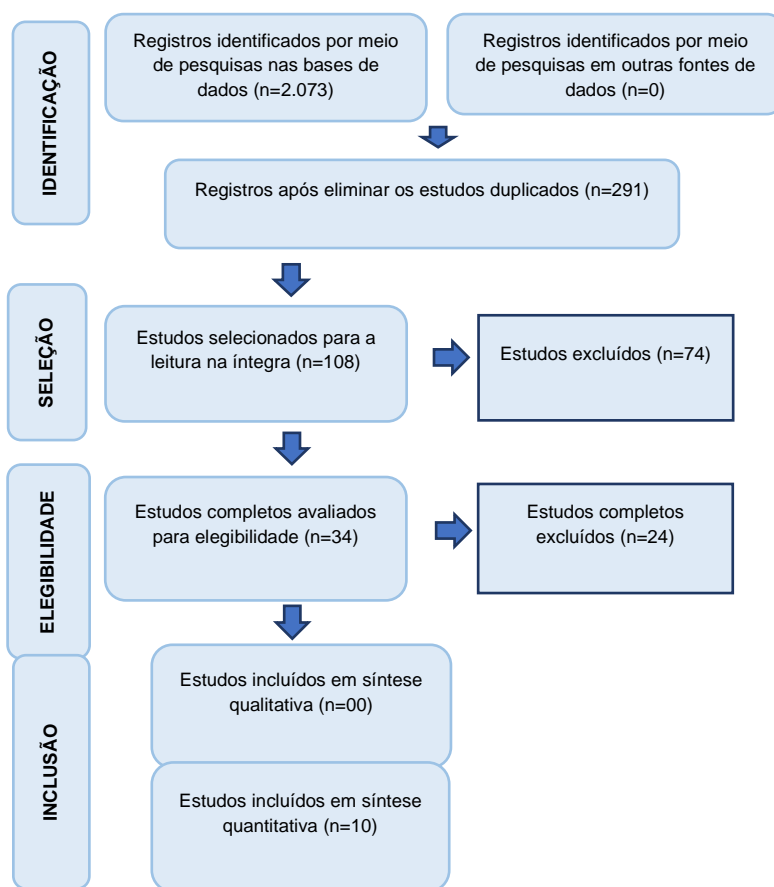 IDENTIFICAÇÃO
Registros identificados por meio
de pesquisas nas bases de
dados (n=2.073)
Registros identificados por meio
de pesquisas em outras fontes de
dados (n=0)
Registros após eliminar os estudos duplicados (n=291)
SELEÇÃO
Estudos selecionados para a
leitura na íntegra (n=108)
Estudos excluídos (n=74)
ELEGIBILIDADE
Estudos completos avaliados
para elegibilidade (n=34)
Estudos completos
excluídos (n=24)
INCLUSÃO
Estudos incluídos em síntese
qualitativa (n=00)
Estudos incluídos em síntese
quantitativa (n=10)